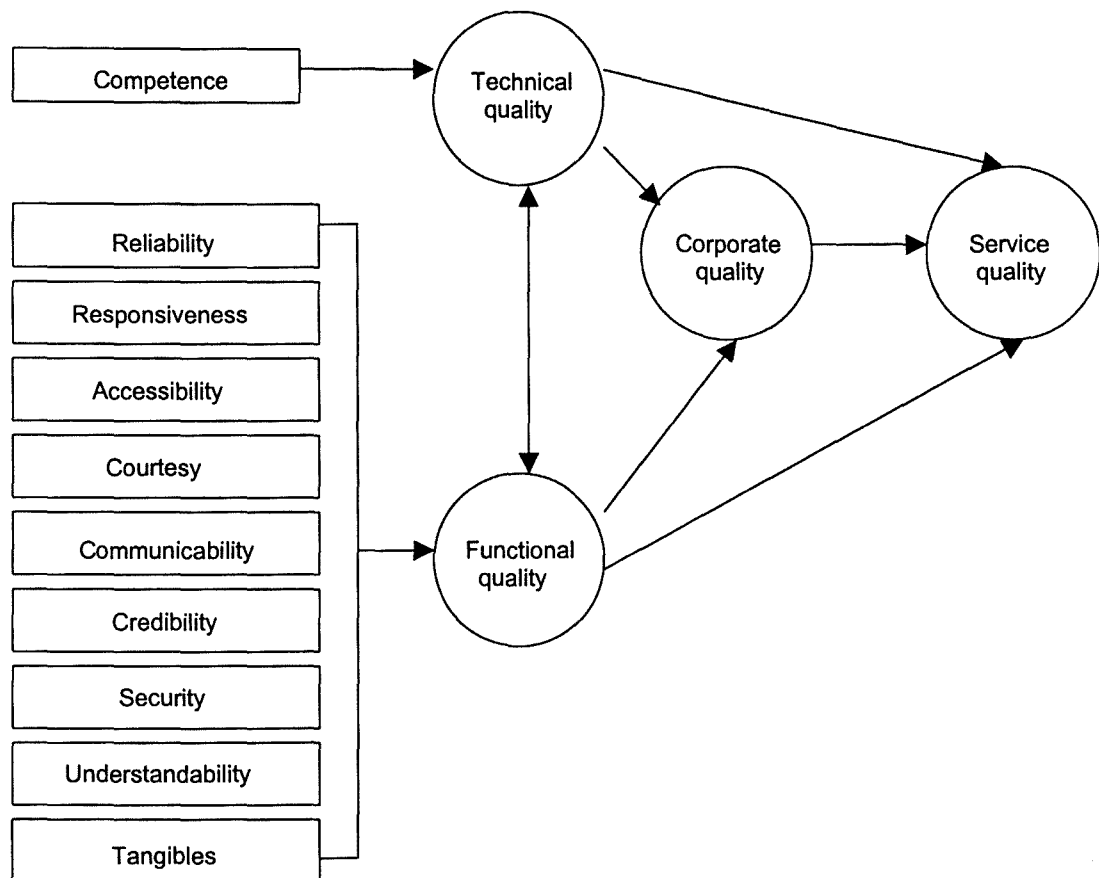 Competence
Technical
quality
Reliability
Responsiveness
Accessibility
Courtesy
Communicability
Credibility
Security
Understandability
Tangibles
Functional
quality
Corporate
quality
Service
quality